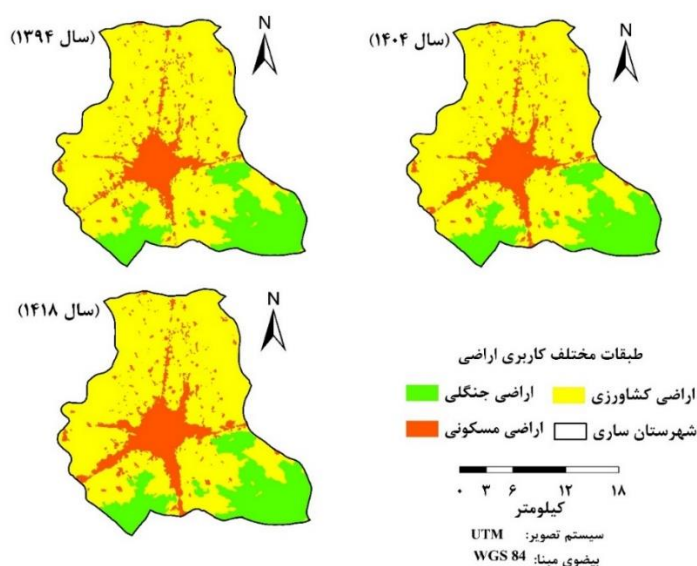 (سال ۱۳۹۴)
N
(سال ۱۴۰۴)
N
(سال ۱۴۱۸)
N
طبقات مختلف کاربری اراضی
اراضی کشاورزی
اراضی جنگلی
شهرستان ساری
اراضی مسکونی
۰ ۳ ۶ ۱۲ ۱۸
کیلومتر
سیستم تصویر: UTM
بیضوی مبنا: WGS 84